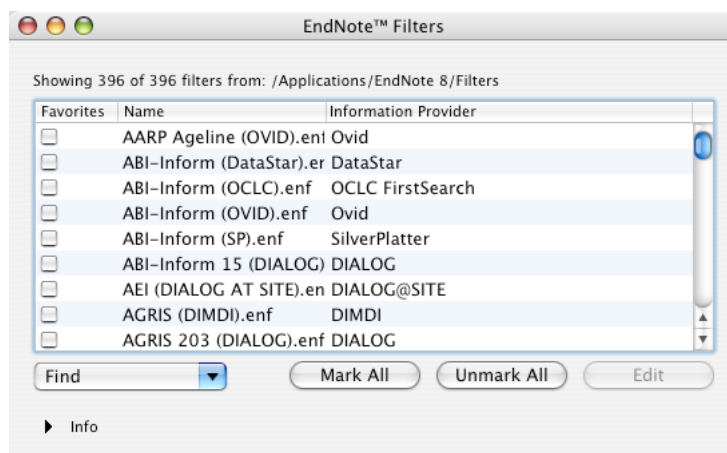 EndNote™ Filters
Showing 396 of 396 filters from: /Applications/EndNote 8/Filters
Favorites Name Information Provider
AARP Ageline (OVID).enf Ovid
ABI-Inform (DataStar).er DataStar
ABI-Inform (OCLC).enf OCLC FirstSearch
ABI-Inform (OVID).enf Ovid
ABI-Inform (SP).enf SilverPlatter
ABI-Inform 15 (DIALOG) DIALOG
AEI (DIALOG AT SITE).en DIALOG@SITE
AGRIS (DIMDI).enf DIMDI
AGRIS 203 (DIALOG).enf DIALOG
Find Mark All Unmark All Edit
Info